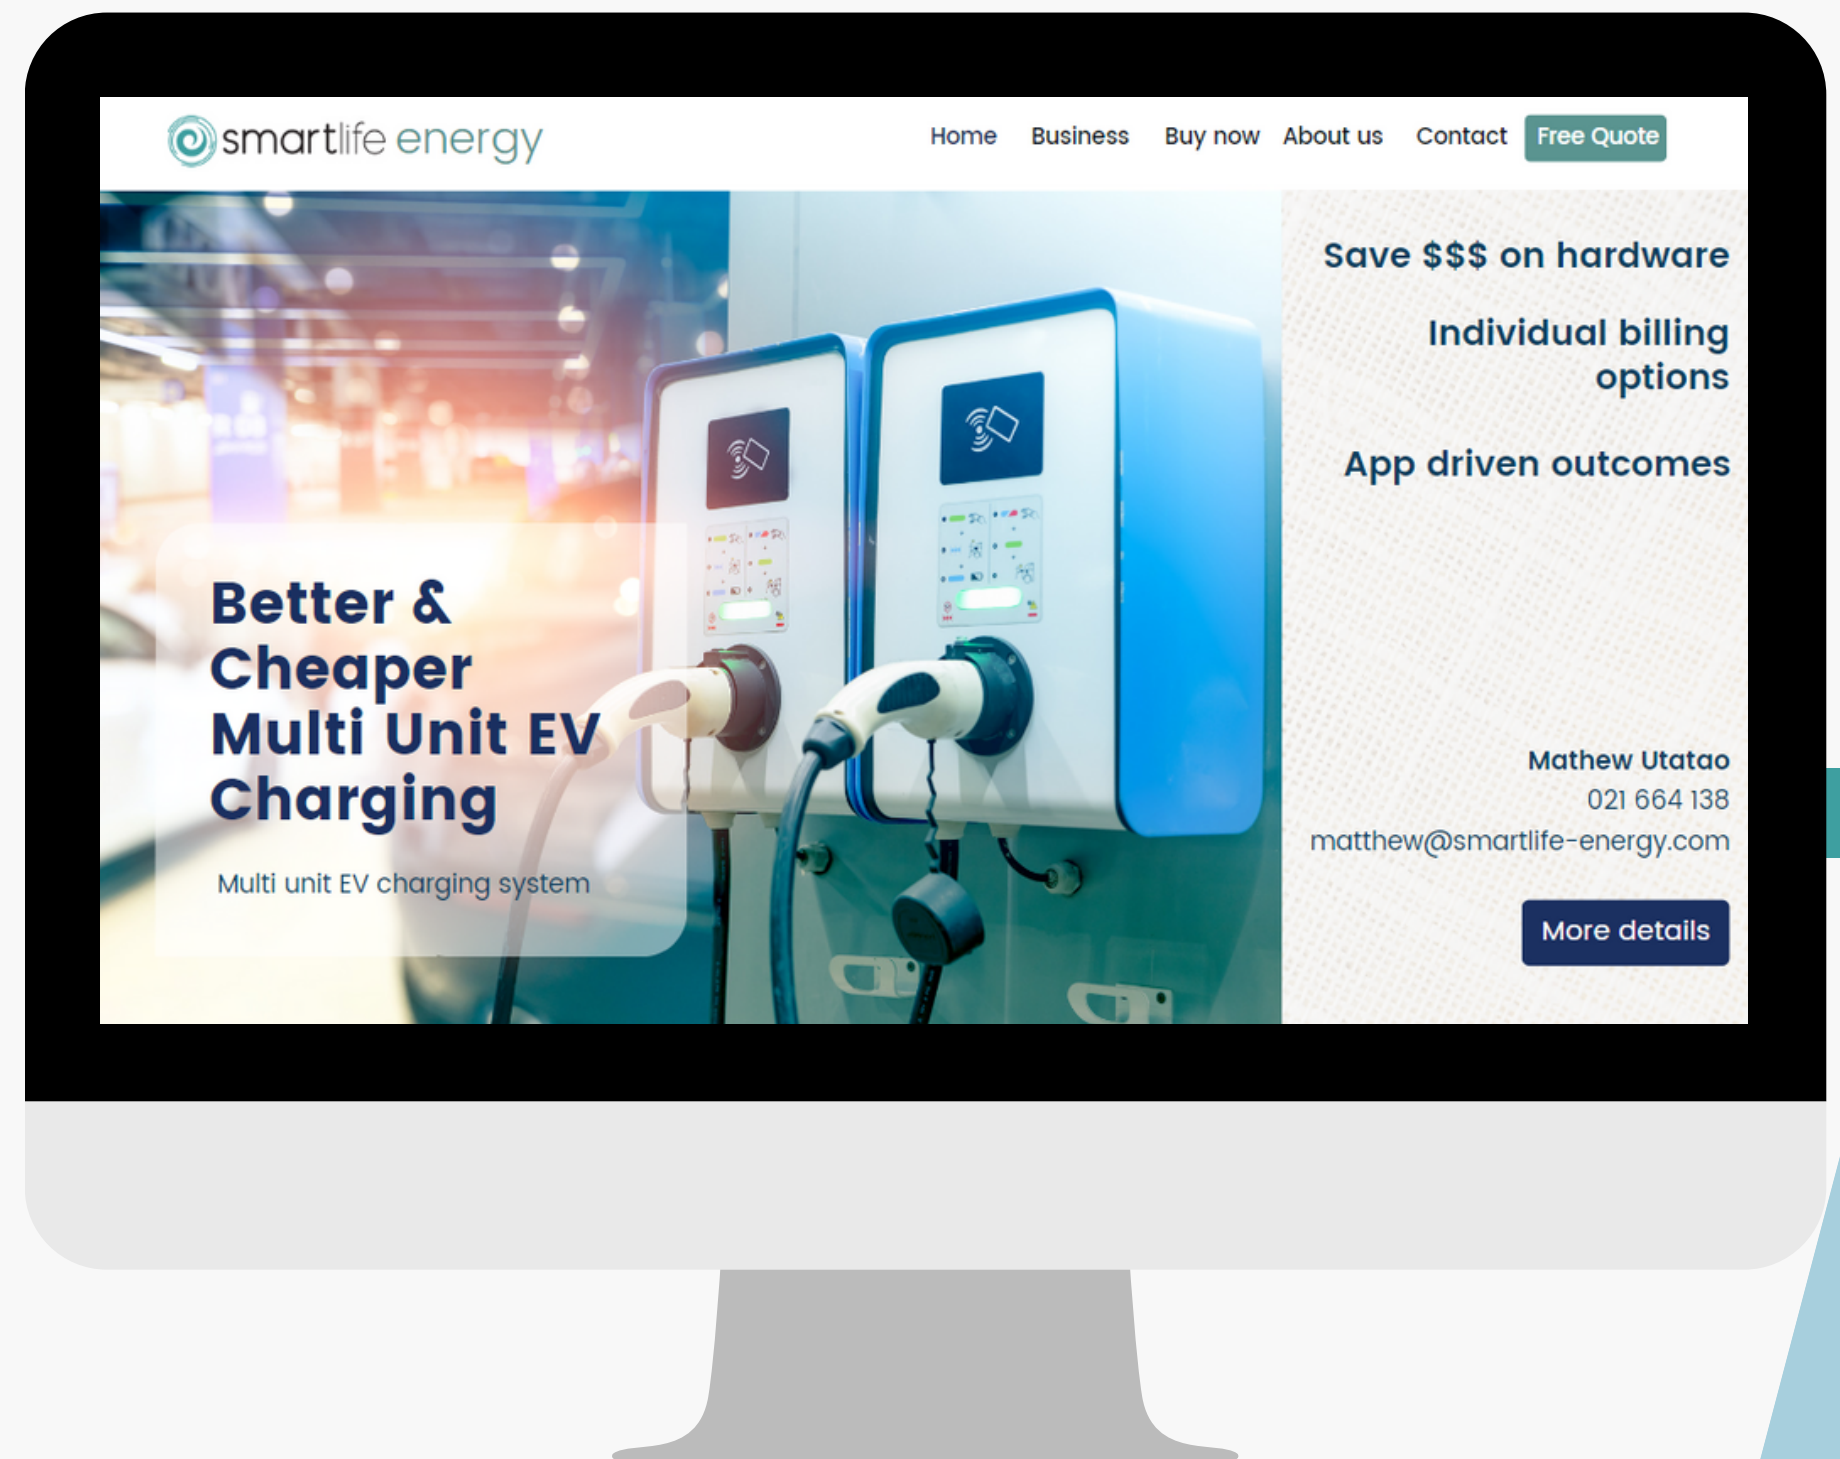 smartlife energy
Home Business Buy now About us Contact Free Quote
Better &
Cheaper
Multi Unit EV
Charging
Multi unit EV charging system
Save $$$ on hardware
Individual billing
options
App driven outcomes
Mathew Utatao
021 664 138
matthew@smartlife-energy.com
More details